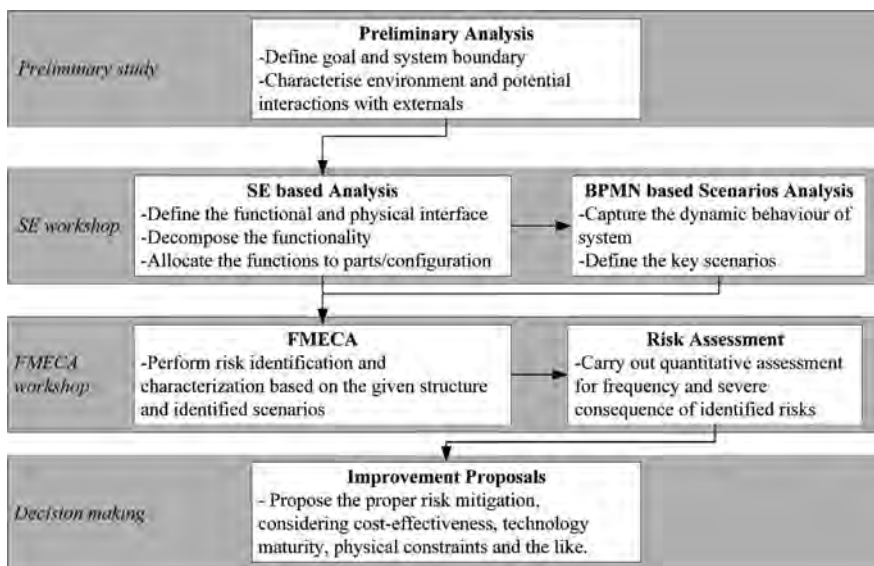 Preliminary study
Preliminary Analysis
-Define goal and system boundary
-Characterise environment and potential
interactions with externals
SE workshop
SE based Analysis
-Define the functional and physical interface
-Decompose the functionality
-Allocate the functions to parts/configuration
BPMN based Scenarios Analysis
-Capture the dynamic behaviour of
system
-Define the key scenarios
FMECA
workshop
FMECA
-Perform risk identification and
characterization based on the given structure
and identified scenarios
Risk Assessment
-Carry out quantitative assessment
for frequency and severe
consequence of identified risks
Decision making
Improvement Proposals
- Propose the proper risk mitigation,
considering cost-effectiveness, technology
maturity, physical constraints and the like.